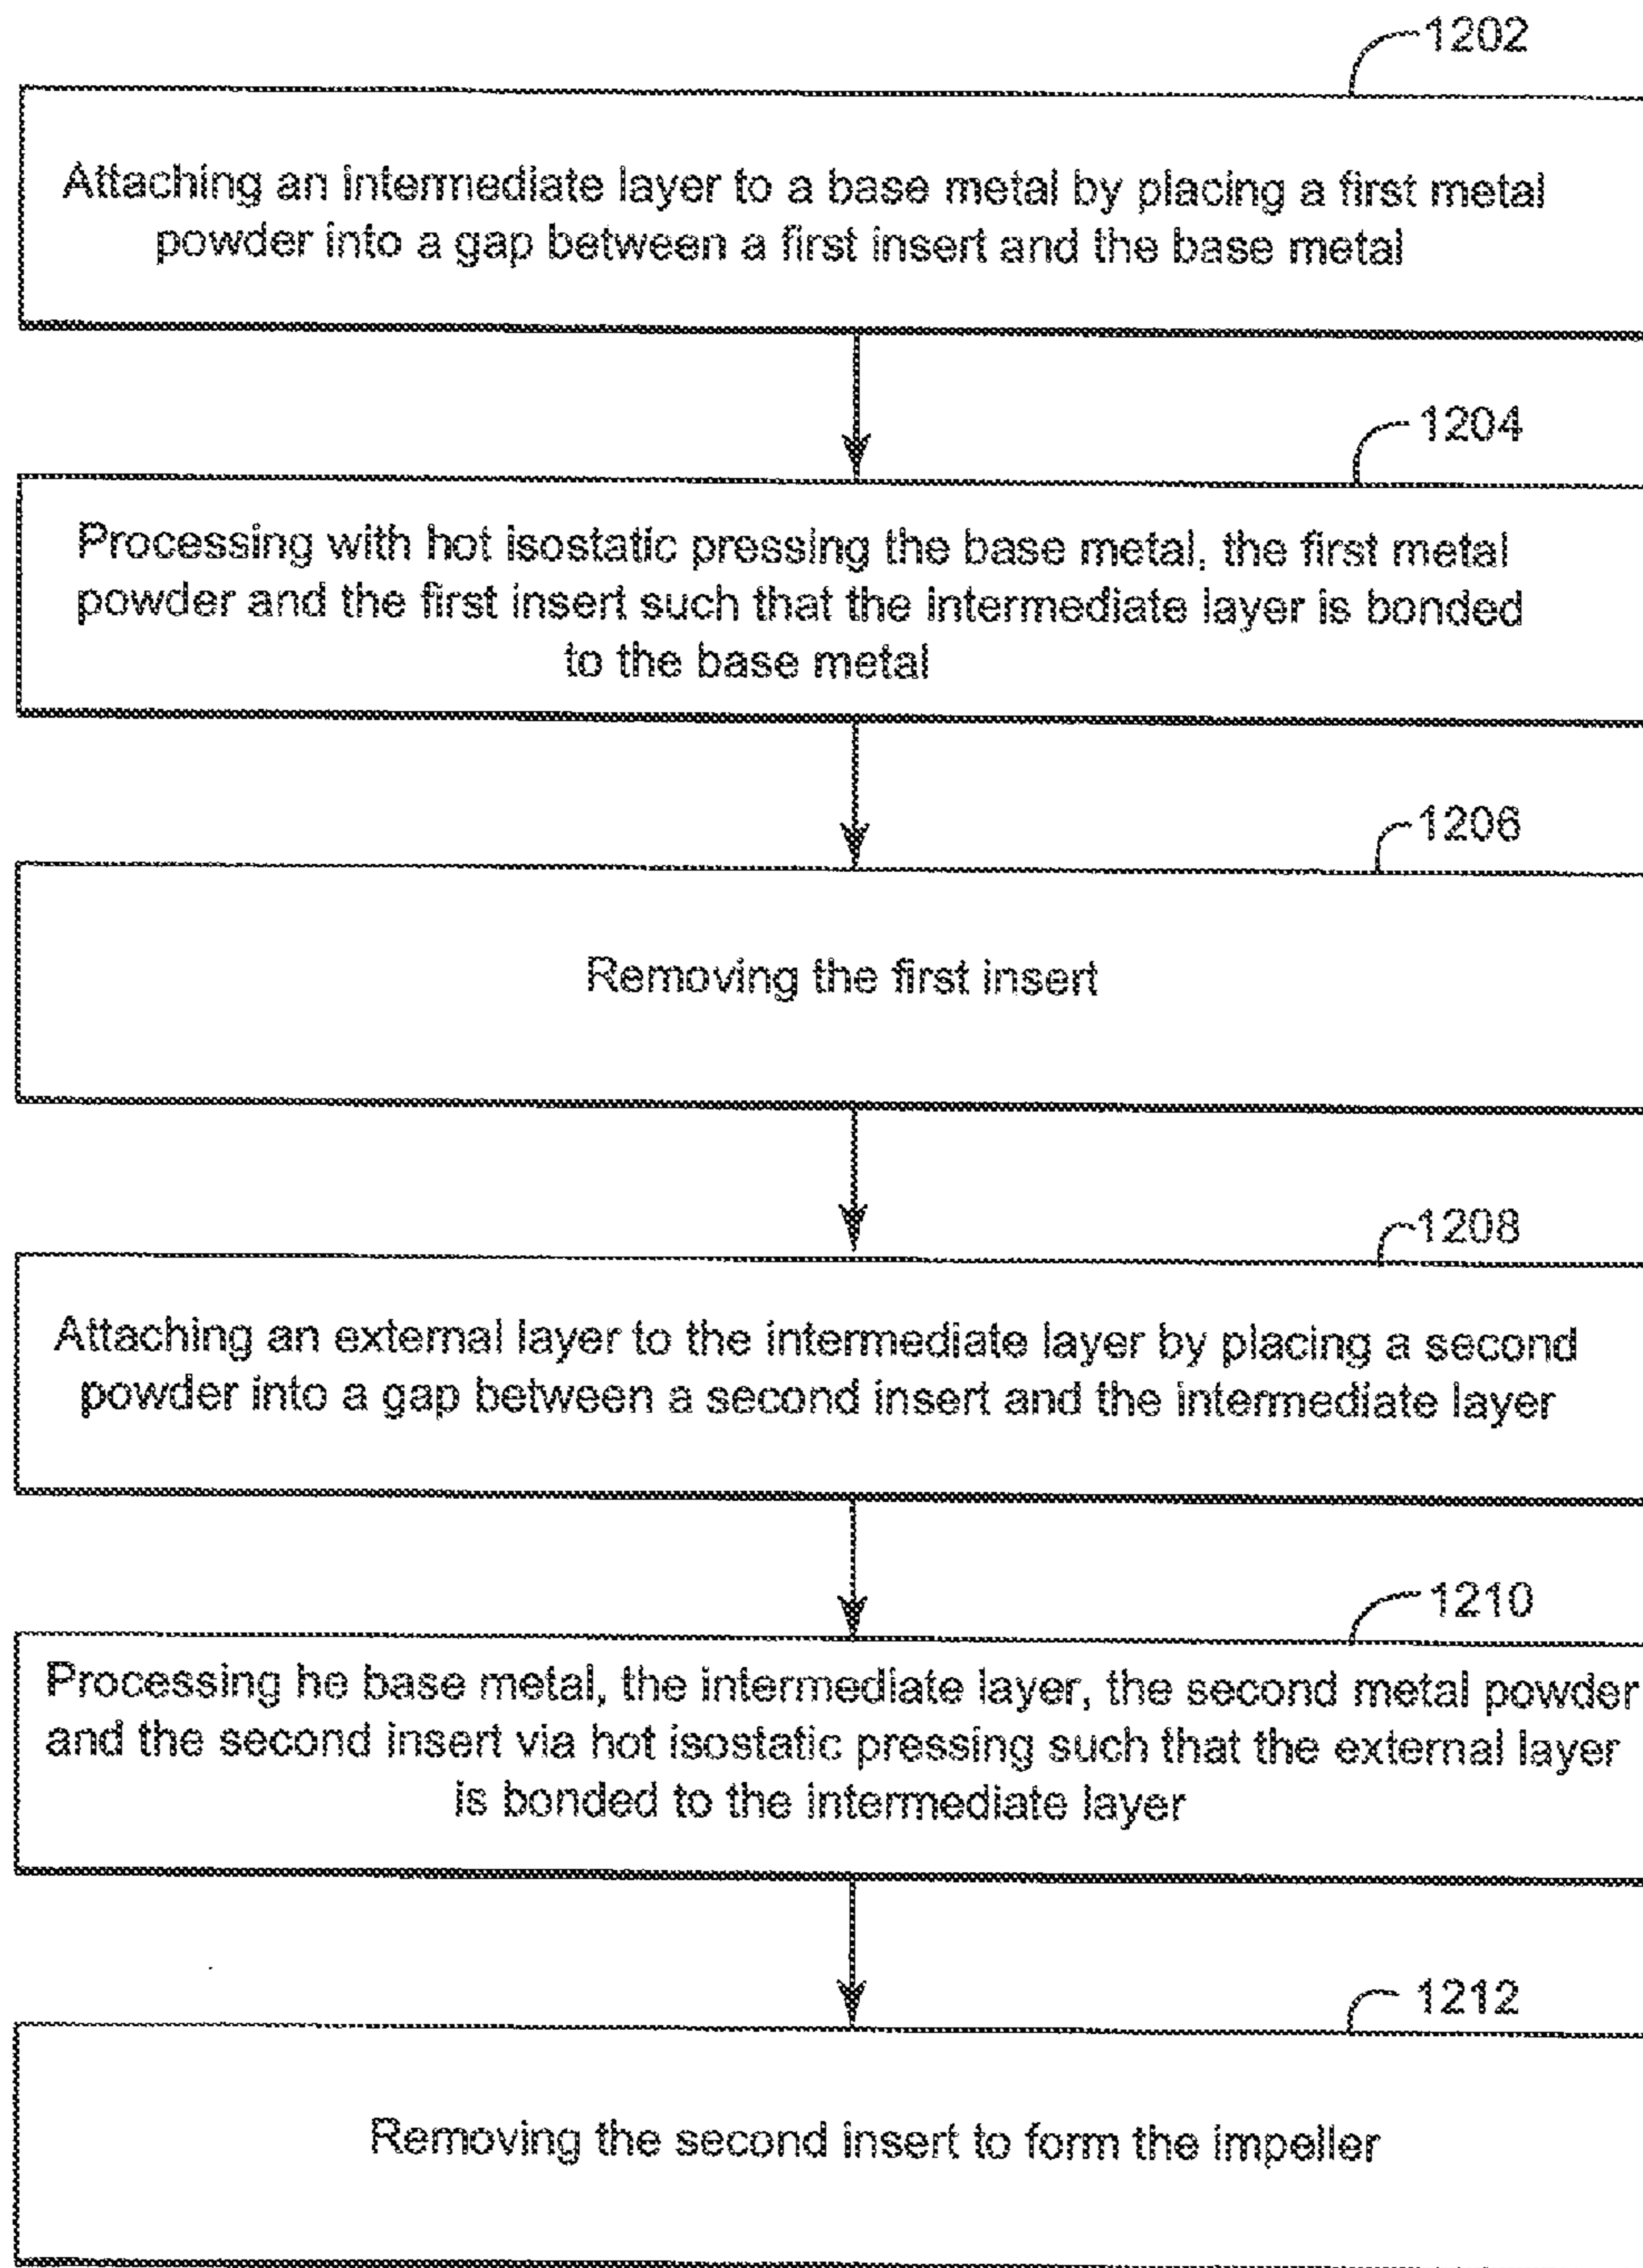 1202
Attaching an intermediate layer to a base metal by placing a first metal
powder into a gap between a first insert and the base metal
1204
Processing with hot isostatic pressing the base metal, the first metal
powder and the first insert such that the intermediate layer is bonded
to the base metal
1206
Removing the first insert
1208
Attaching an external layer to the intermediate layer by placing a second
powder into a gap between a second insert and the intermediate layer
1210
Processing he base metal, the intermediate layer, the second metal powder
and the second insert via hot isostatic pressing such that the external layer
is bonded to the intermediate layer
1212
Removing the second insert to form the impeller